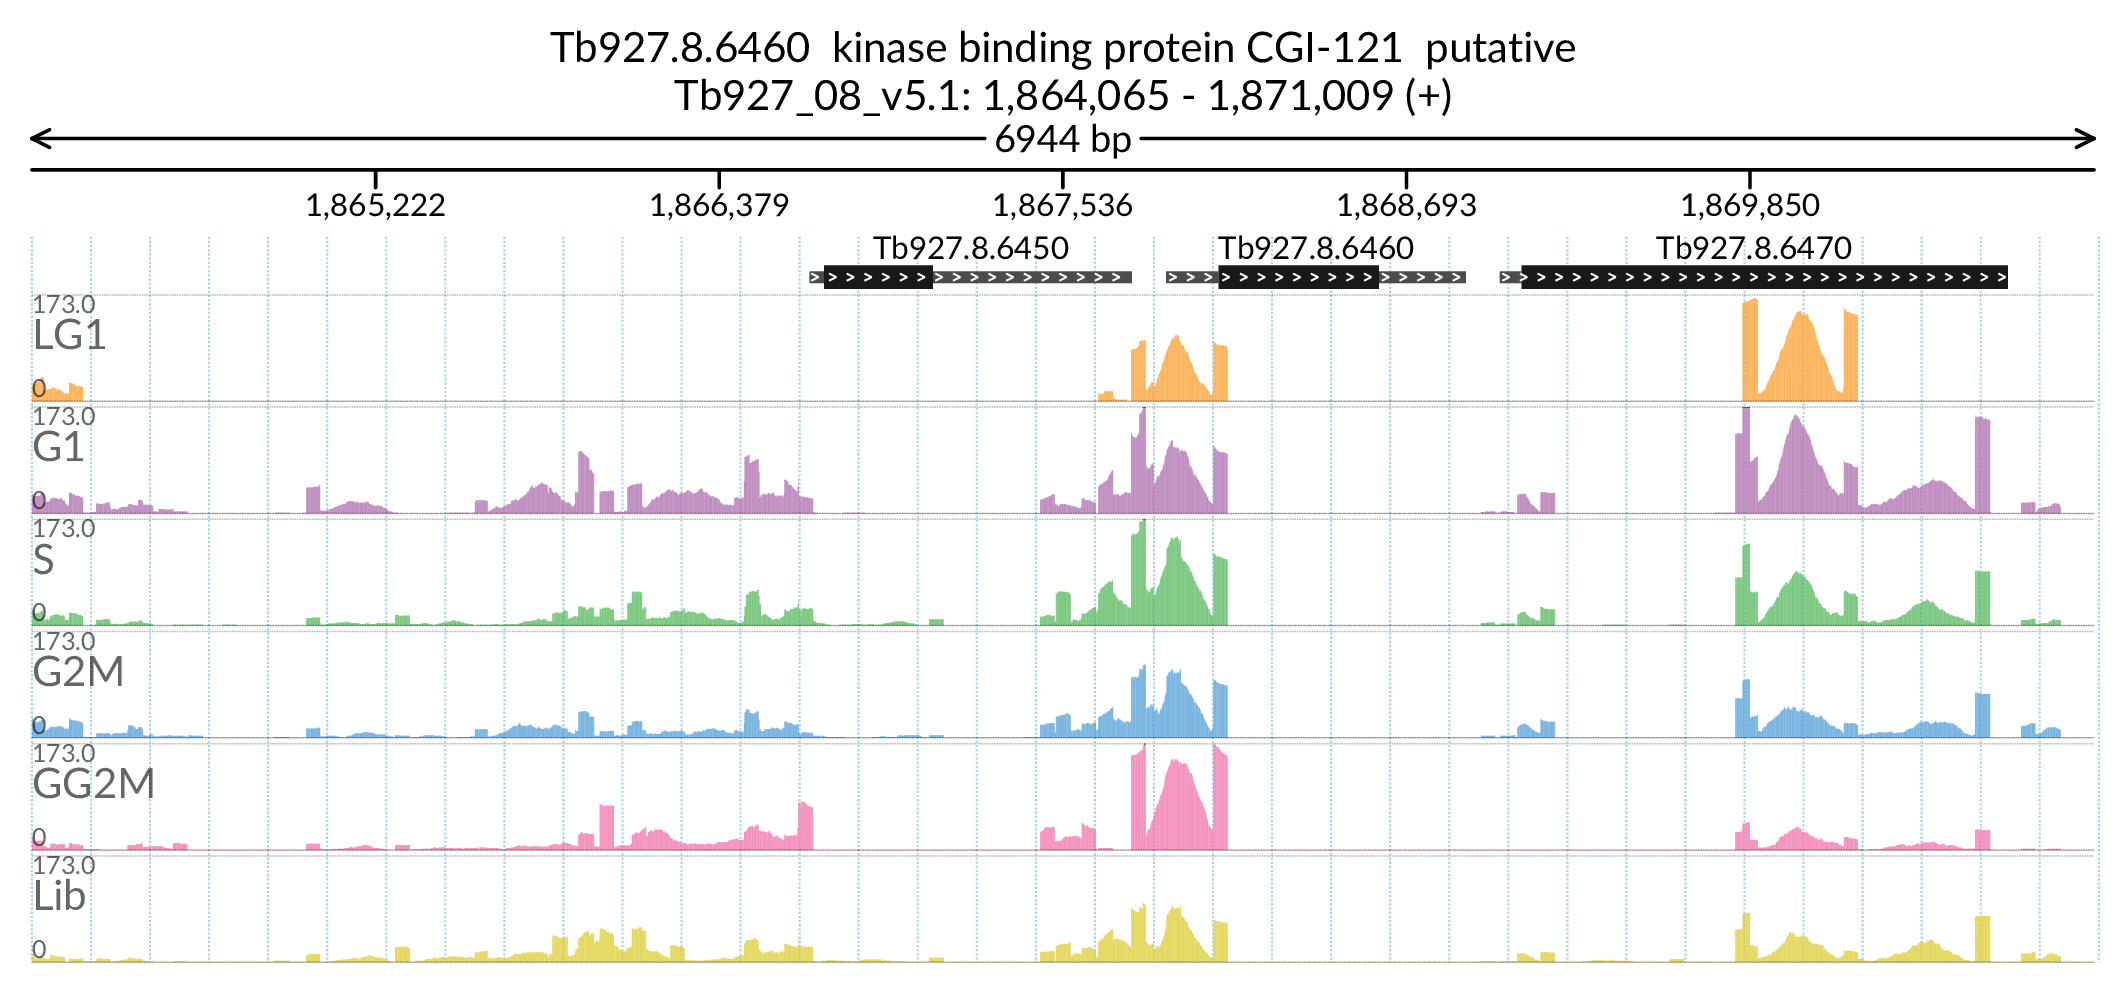 Tb927.8.6460 kinase binding protein CGI-121 putative
Tb927_08_v5.1: 1,864,065 - 1,871,009 (+)
6944 bp
1,865,222 1,866,379 1,867,536 1,868,693 1,869,850
Tb927.8.6450 Tb927.8.6460 Tb927.8.6470
173.0
LG1
0
173.0
G1
0
173.0
S
0
173.0
G2M
0
173.0
GG2M
0
173.0
Lib
0